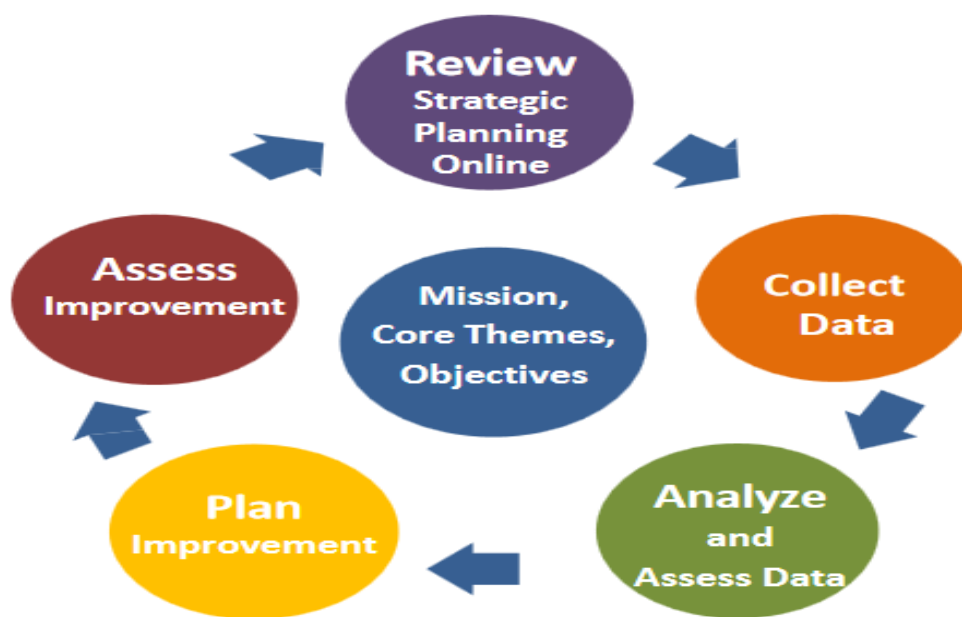 Review
Strategic
Planning
Online
Assess
Improvement
Mission,
Core Themes,
Objectives
Collect
Data
Plan
Improvement
Analyze
and
Assess Data